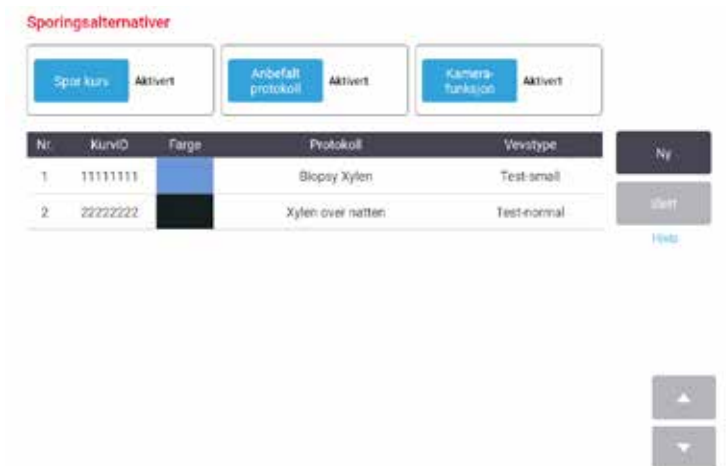 Sporingsalternativer
Spor kurv Aktivert
Anbefalt
protokoll Aktivert
Kamera-
funksjon Aktivert
Nr. KurvID Farge Protokoll Vevstype
1 11111111 Biopsy Xylen Test-small
2 22222222 Xylen over natten Test-normal
Ny
Slett